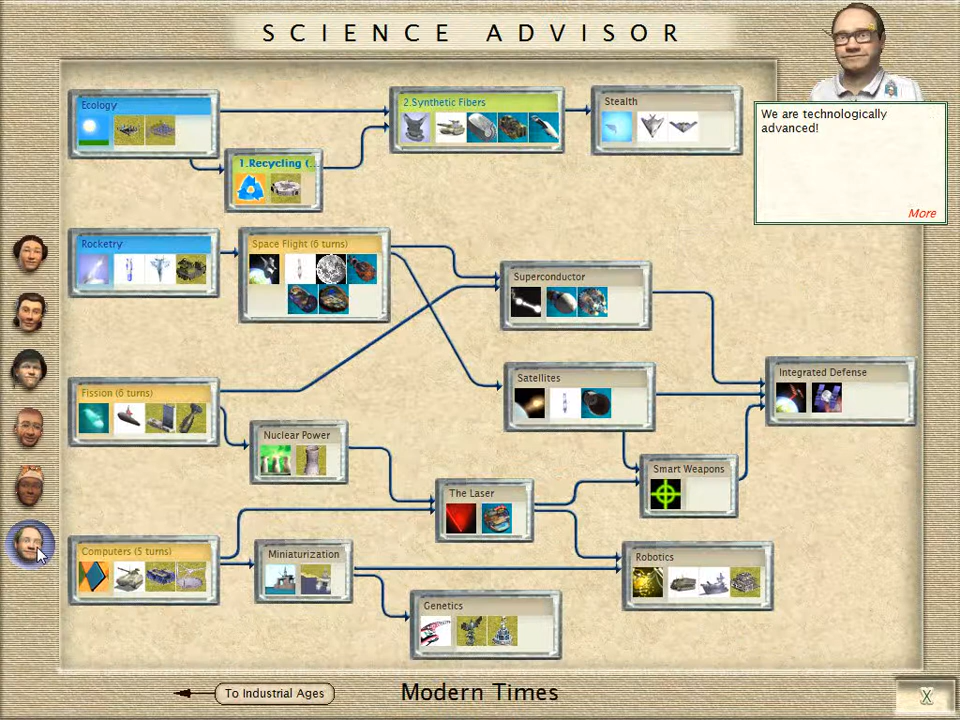 SCIENCE ADVISOR
We are technologically
advanced!
More
Ecology
2.Synthetic Fibers
Stealth
1.Recycling (...
Rocketry
Space Flight (6 turns)
Superconductor
Satellites
Integrated Defense
Fission (6 turns)
Nuclear Power
Smart Weapons
The Laser
Computers (5 turns)
Miniaturization
Robotics
Genetics
To Industrial Ages
Modern Times
X